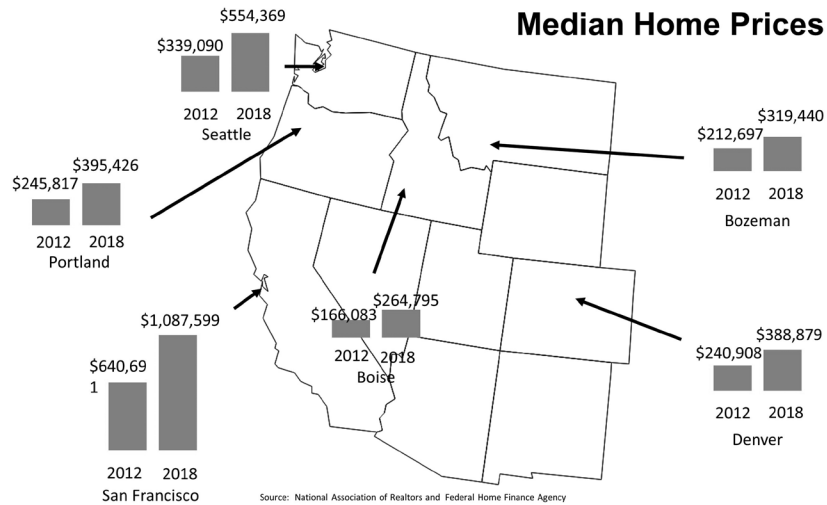 Median Home Prices
$554,369
$339,090
2012 2018
Seattle
$319,440
$212,697
2012 2018
Bozeman
$395,426
$245,817
2012 2018
Portland
$264,795
$166,083
2012 2018
Boise
$1,087,599
$640,69
1
2012 2018
San Francisco
$388,879
$240,908
2012 2018
Denver
Source: National Association of Realtors and Federal Home Finance Agency